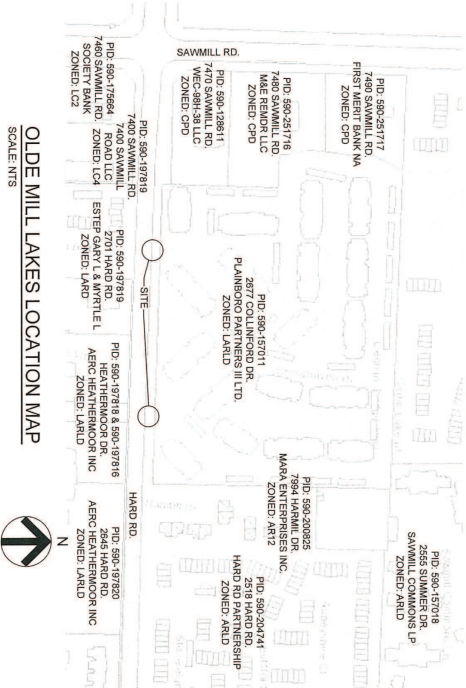 SAWMILL RD.
PID: 590-251717
7490 SAWMILL RD.
FIRST MERIT BANK NA
ZONED: CPD
PID: 590-251716
7480 SAWMILL RD.
M&E REMDR LLC
ZONED: CPD
PID: 590-128611
7470 SAWMILL RD.
WEC-98H-38 LLC
ZONED: CPD
PID: 590-175664
7460 SAWMILL RD.
SOCIETY BANK
ZONED: LC2
PID: 590-197819
7400 SAWMILL RD.
7400 SAWMILL
ROAD LLC
ZONED: LC4
PID: 590-197819
2701 HARD RD.
ESTEP GARY L & MYRTLE L
ZONED: LARD
SITE
PID: 590-157011
2677 COLLINFORD DR.
PLAINBORO PARTNERS III LTD.
ZONED: LARLD
PID: 590-197818 & 590-197816
HEATHERMOOR DR.
AERC HEATHERMOOR INC
ZONED: LARLD
HARD RD.
PID: 590-197820
2645 HARD RD.
AERC HEATHERMOOR INC
ZONED: LARLD
PID: 590-200825
7994 HARMIL DR.
MARA ENTERPRISES INC.
ZONED: AR12
PID: 590-204741
2518 HARD RD.
HARD RD PARTNERSHIP
ZONED: ARLD
PID: 590-157018
2555 SUMMER DR.
SAWMILL COMMONS LP
ZONED: ARLD
OLDE MILL LAKES LOCATION MAP
SCALE: NTS
N